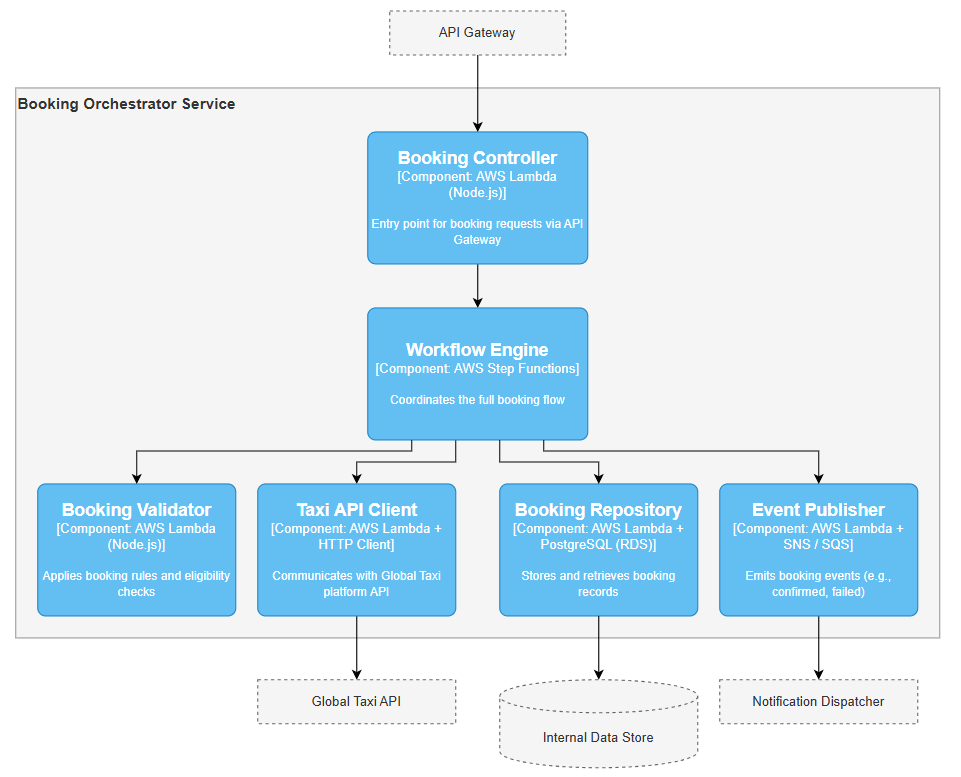 API Gateway
Booking Orchestrator Service
Booking Controller
[Component: AWS Lambda
(Node.js)]
Entry point for booking requests via API
Gateway
Workflow Engine
[Component: AWS Step Functions]
Coordinates the full booking flow
Booking Validator
[Component: AWS Lambda
(Node.js)]
Applies booking rules and eligibility
checks
Taxi API Client
[Component: AWS Lambda +
HTTP Client]
Communicates with Global Taxi
platform API
Booking Repository
[Component: AWS Lambda +
PostgreSQL (RDS)]
Stores and retrieves booking
records
Event Publisher
[Component: AWS Lambda +
SNS / SQS]
Emits booking events (e.g.,
confirmed, failed)
Global Taxi API
Internal Data Store
Notification Dispatcher